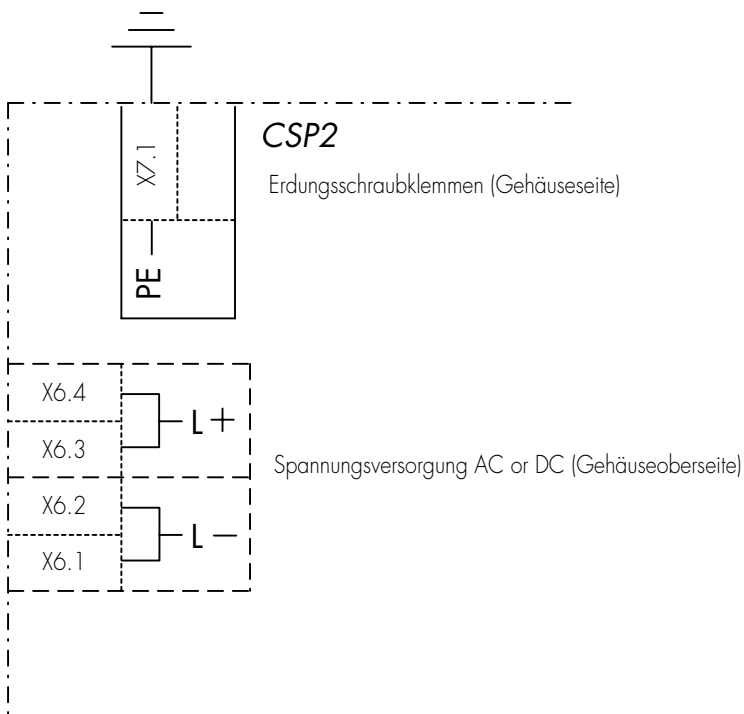 CSP2
X7.1
Erdungsschraubklemmen (Gehäuseseite)
PE
X6.4
L+
X6.3
Spannungsversorgung AC or DC (Gehäuseoberseite)
X6.2
L−
X6.1